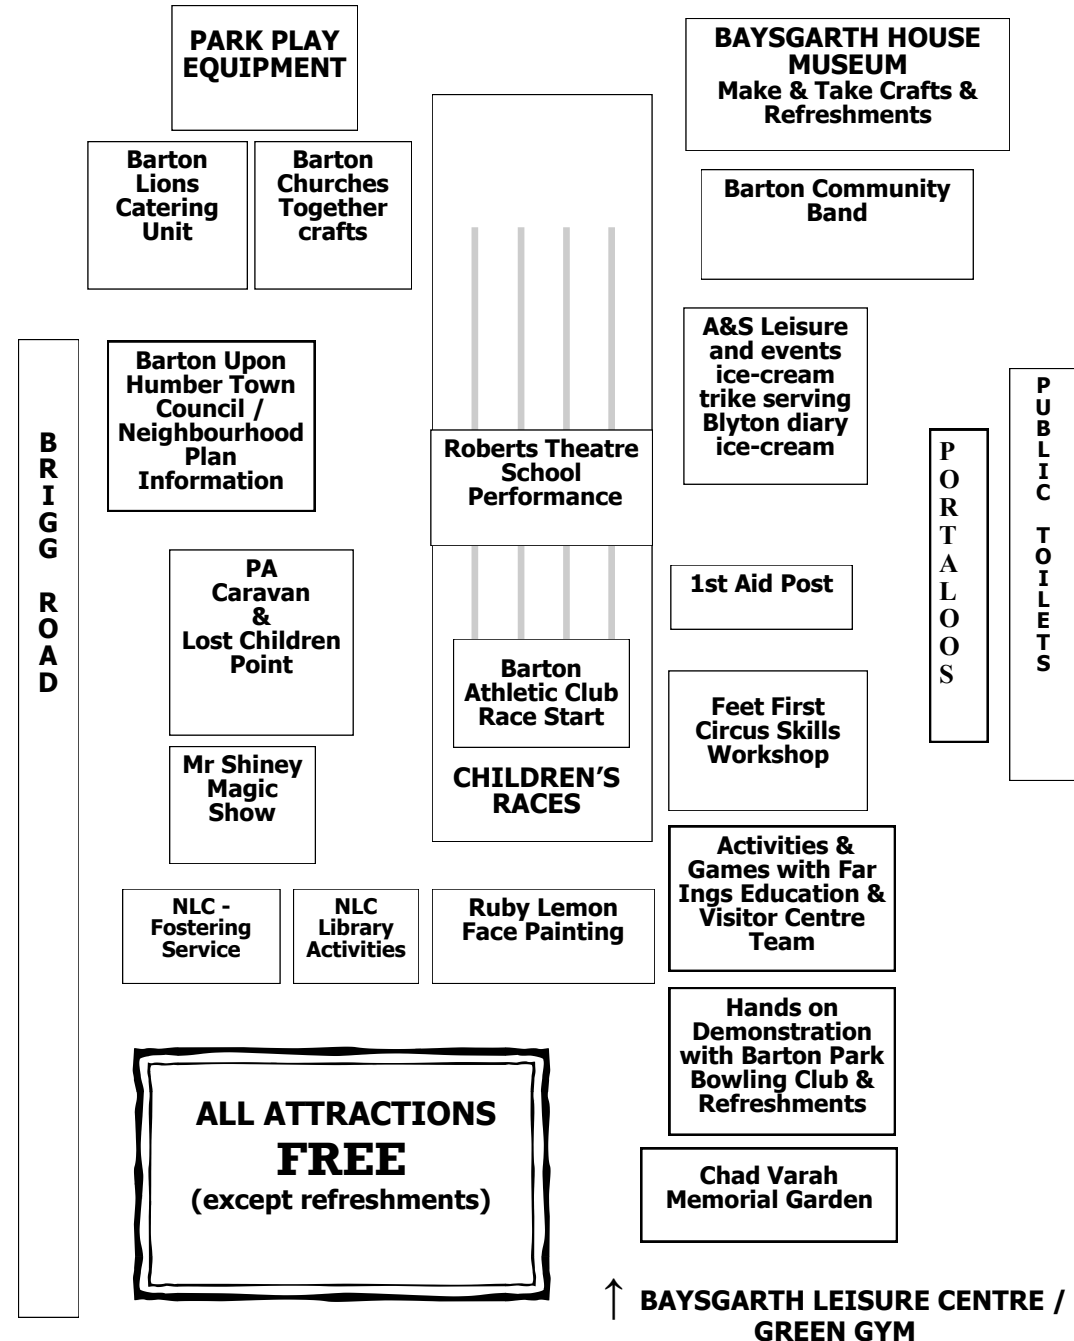 PARK PLAY
EQUIPMENT
BAYSGARTH HOUSE
MUSEUM
Make & Take Crafts &
Refreshments
Barton
Lions
Catering
Unit
Barton
Churches
Together
crafts
Barton Community
Band
A&S Leisure
and events
ice-cream
trike serving
Blyton diary
ice-cream
Barton Upon
Humber Town
Council /
Neighbourhood
Plan
Information
BRIGG ROAD
Roberts Theatre
School
Performance
PORTALOOS
PUBLIC TOILETS
PA
Caravan
&
Lost Children
Point
1st Aid Post
Barton
Athletic Club
Race Start
CHILDREN'S
RACES
Feet First
Circus Skills
Workshop
Mr Shiney
Magic
Show
Activities &
Games with Far
Ings Education &
Visitor Centre
Team
NLC -
Fostering
Service
NLC
Library
Activities
Ruby Lemon
Face Painting
Hands on
Demonstration
with Barton Park
Bowling Club &
Refreshments
ALL ATTRACTIONS
FREE
(except refreshments)
Chad Varah
Memorial Garden
↑ BAYSGARTH LEISURE CENTRE /
GREEN GYM